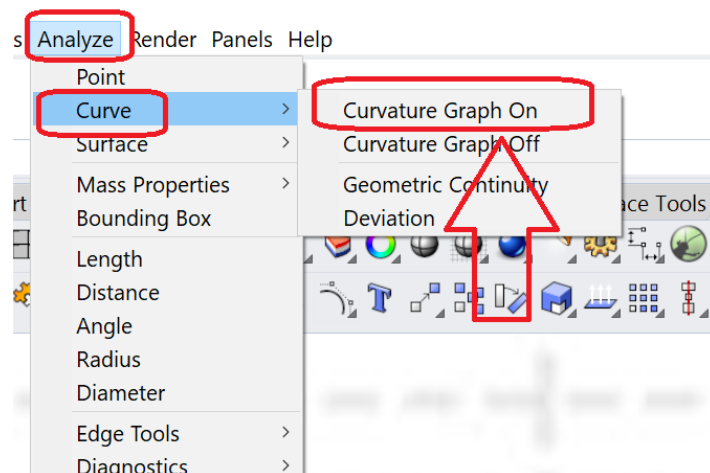 s Analyze Render Panels Help
Point
Curve
Surface
Mass Properties
Bounding Box
Length
Distance
Angle
Radius
Diameter
Edge Tools
Diagnostics
Curvature Graph On
Curvature Graph Off
Geometric Continuity
Deviation
rt
ace Tools